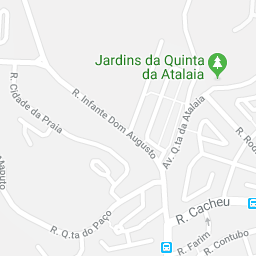 Jardins da Quinta
da Atalaia
R. Cidade da Praia
R. Infante Dom Augusto
Av. Q.ta da Atalaia
R. Q.ta do Paço
R. Cacheu
R. Farim
R. Contubo